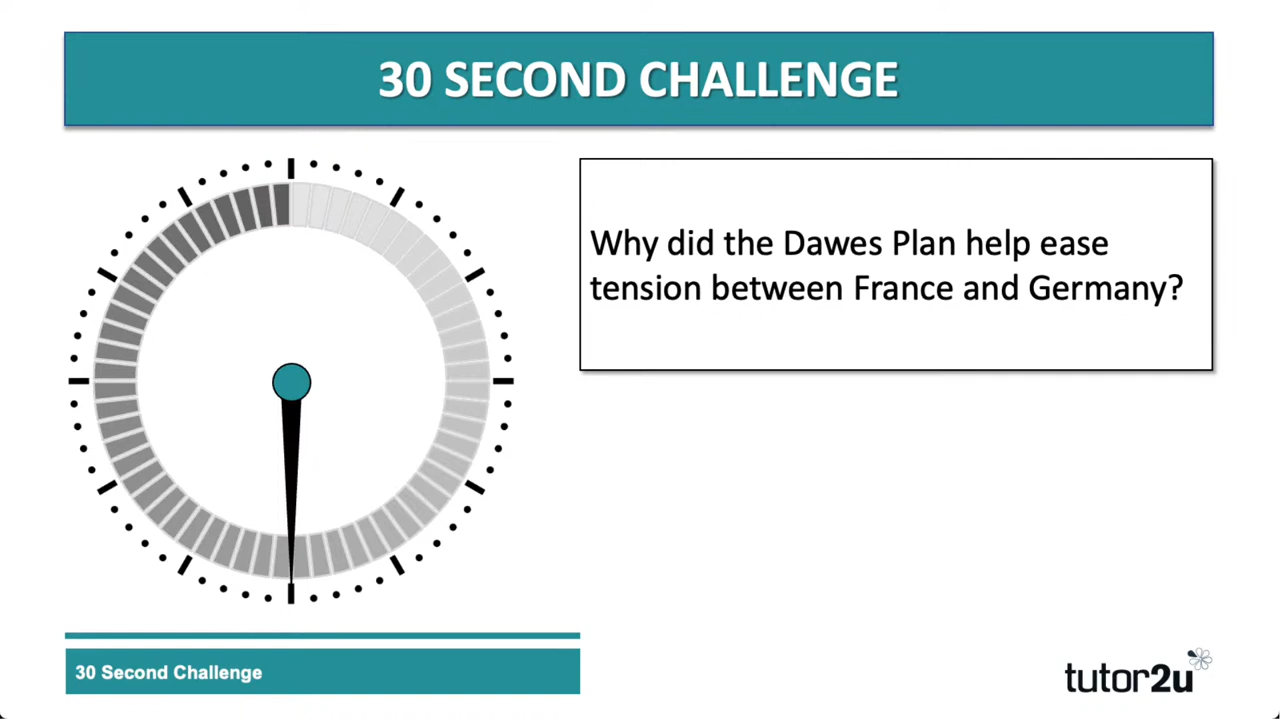 30 SECOND CHALLENGE
Why did the Dawes Plan help ease
tension between France and Germany?
30 Second Challenge
tutor2u